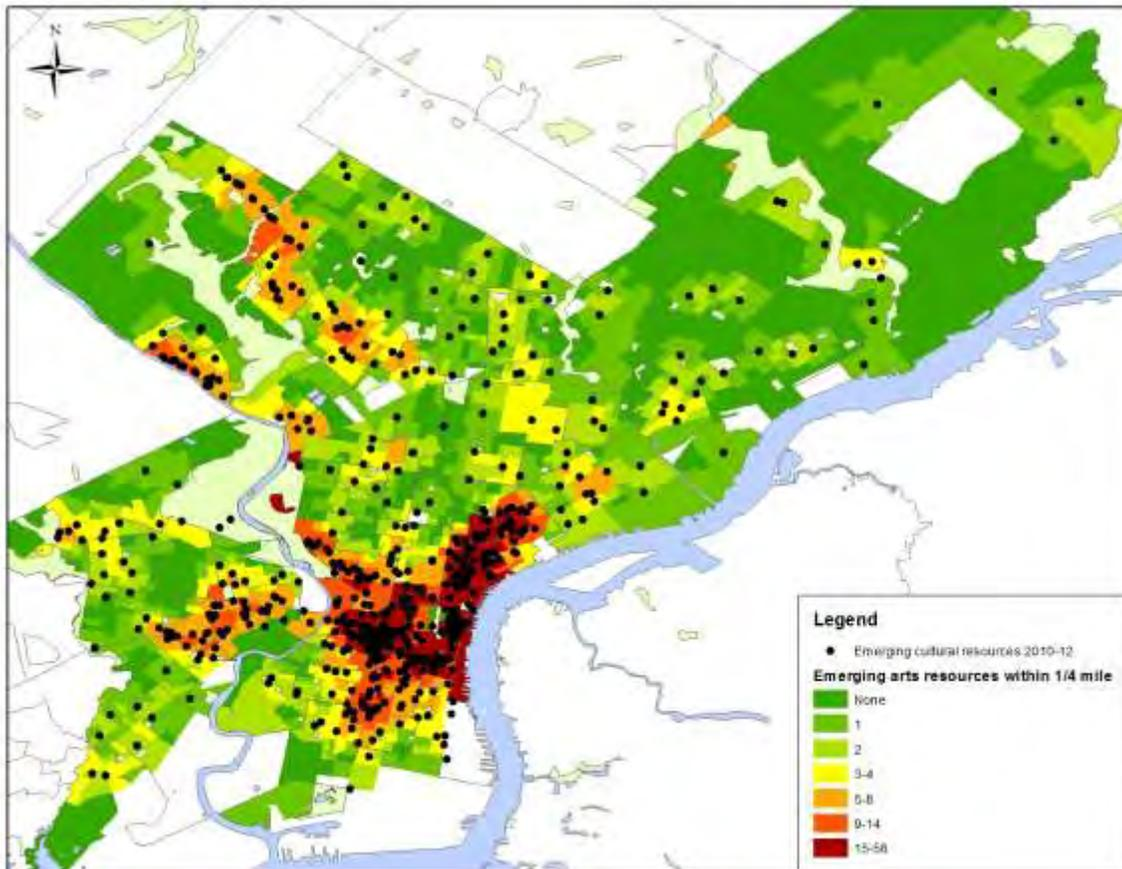 N
Legend
Emerging cultural resources 2010-12
Emerging arts resources within 1/4 mile
None
1
2
3-4
5-8
9-14
15-58